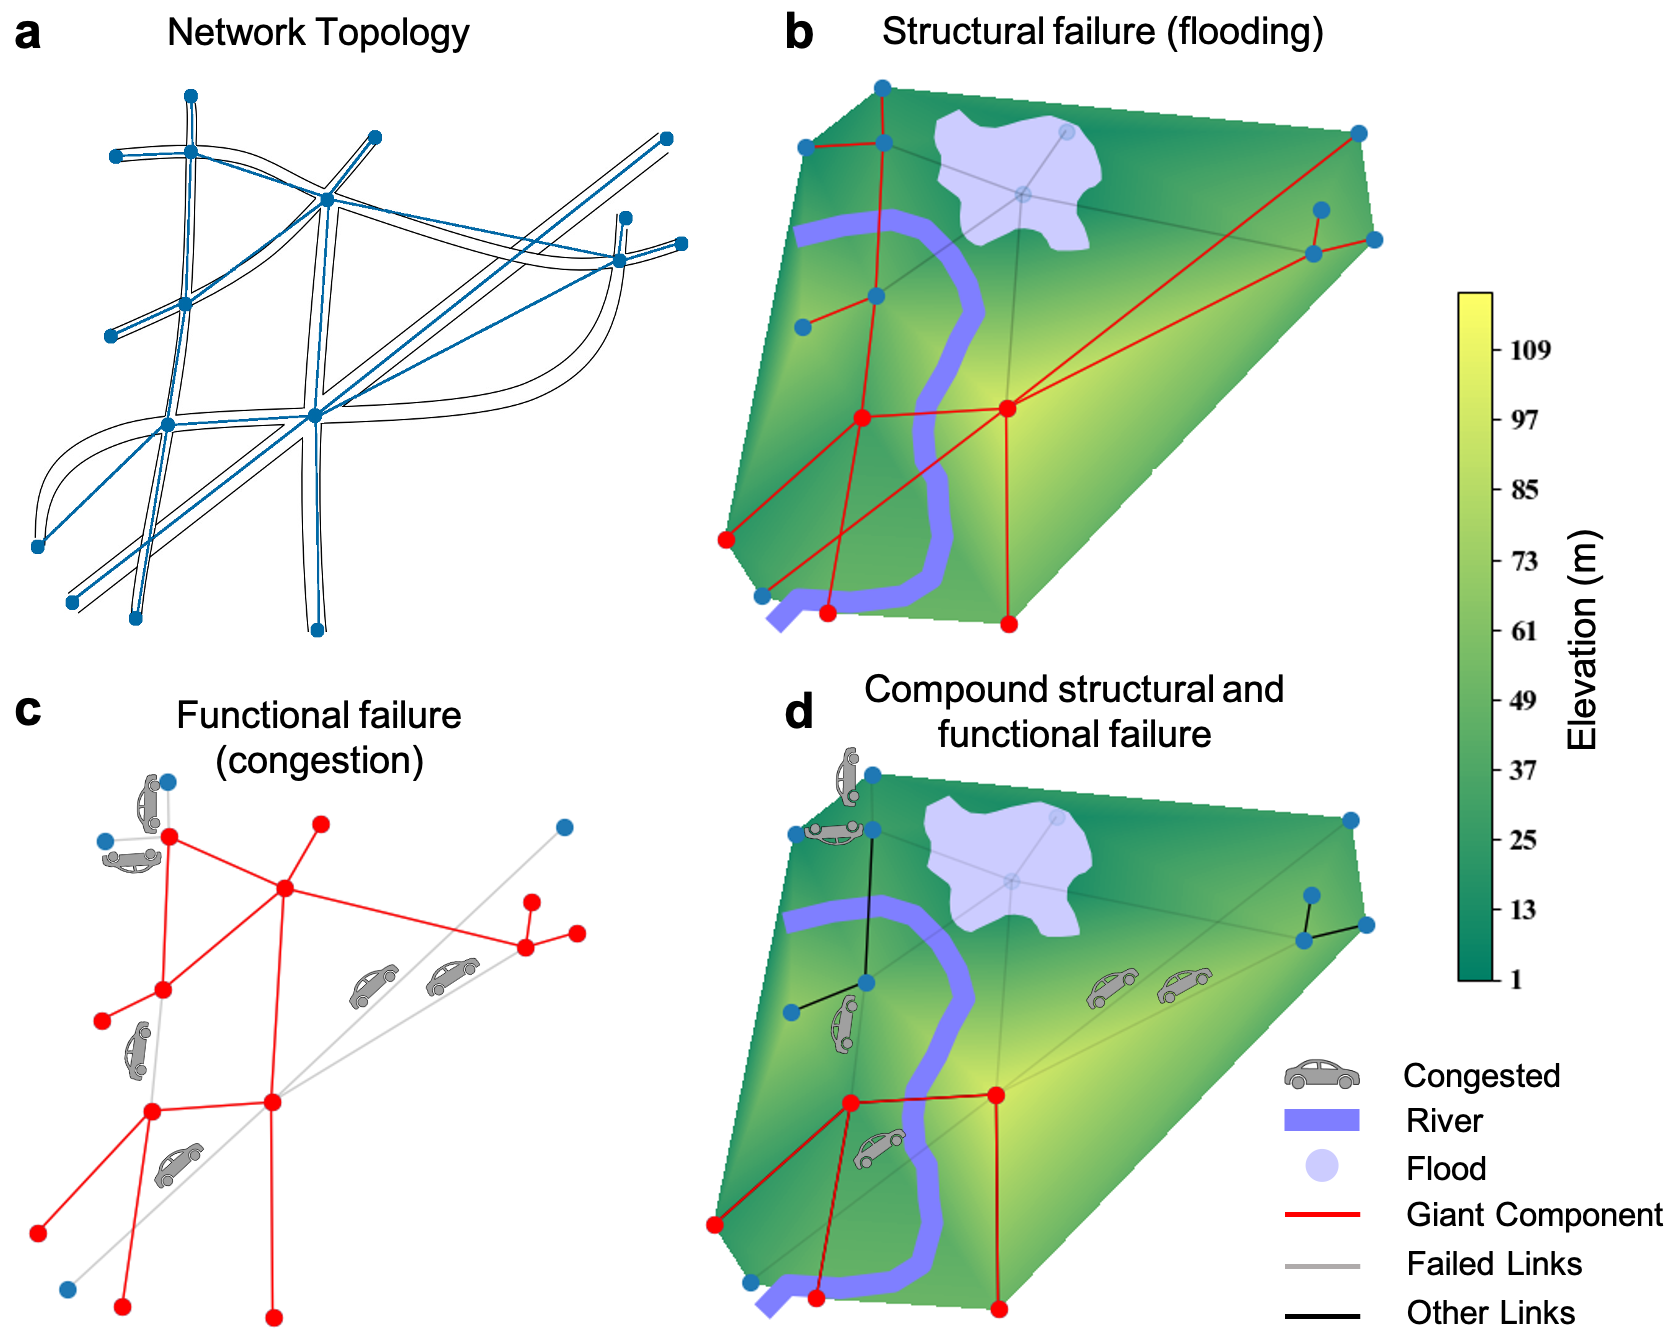 a
Network Topology
b
Structural failure (flooding)
109
97
85
73
61
49
37
25
13
1
Elevation (m)
c
Functional failure
(congestion)
d
Compound structural and
functional failure
Congested
River
Flood
Giant Component
Failed Links
Other Links